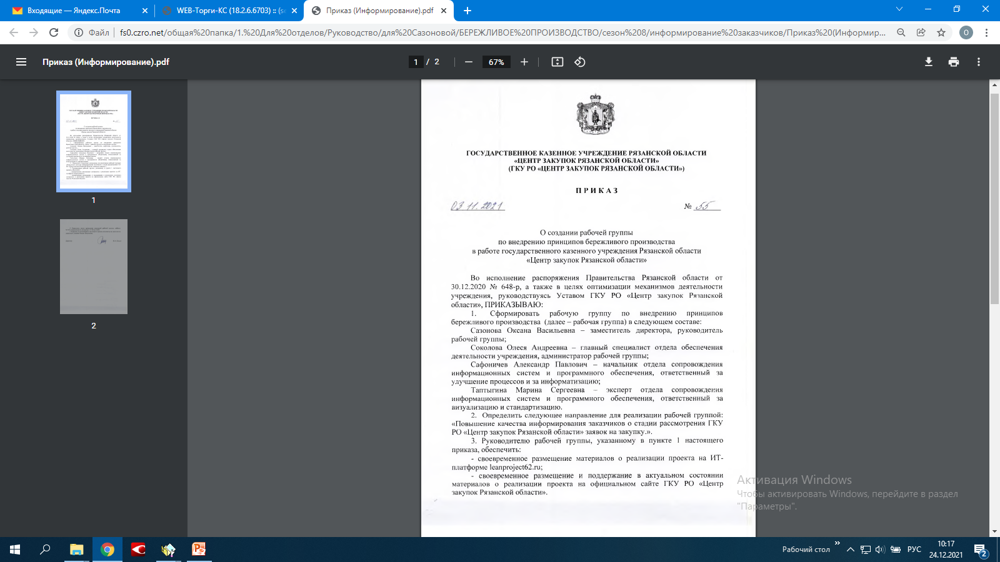 Входящие — Яндекс.Почта
WEB-Торги-КС (18.2.6.6703) :: (se
Приказ (Информирование).pdf
Файл
fs0.czro.net/общая%20папка/1.%20Для%20отделов/Руководство/для%20Сазоновой/БЕРЕЖЛИВОЕ%20ПРОИЗВОДСТВО/сезон%208/информирование%20заказчиков/Приказ%20(Информир...
О
Приказ (Информирование).pdf
1 / 2
67%
1
2
ГОСУДАРСТВЕННОЕ КАЗЕННОЕ УЧРЕЖДЕНИЕ РЯЗАНСКОЙ ОБЛАСТИ
«ЦЕНТР ЗАКУПОК РЯЗАНСКОЙ ОБЛАСТИ»
(ГКУ РО «ЦЕНТР ЗАКУПОК РЯЗАНСКОЙ ОБЛАСТИ»)
П Р И К А З
03 11. 2021
№ 55
О создании рабочей группы
по внедрению принципов бережливого производства
в работе государственного казенного учреждения Рязанской области
«Центр закупок Рязанской области»
Во исполнение распоряжения Правительства Рязанской области от
30.12.2020 № 648-р, а также в целях оптимизации механизмов деятельности
учреждения, руководствуясь Уставом ГКУ РО «Центр закупок Рязанской
области», ПРИКАЗЫВАЮ:
1. Сформировать рабочую группу по внедрению принципов
бережливого производства (далее – рабочая группа) в следующем составе:
Сазонова Оксана Васильевна – заместитель директора, руководитель
рабочей группы;
Соколова Олеся Андреевна – главный специалист отдела обеспечения
деятельности учреждения, администратор рабочей группы;
Сафоничев Александр Павлович – начальник отдела сопровождения
информационных систем и программного обеспечения, ответственный за
улучшение процессов и за информатизацию;
Таптыгина Марина Сергеевна – эксперт отдела сопровождения
информационных систем и программного обеспечения, ответственный за
визуализацию и стандартизацию.
2. Определить следующее направление для реализации рабочей группой:
«Повышение качества информирования заказчиков о стадии рассмотрения ГКУ
РО «Центр закупок Рязанской области» заявок на закупку.».
3. Руководителю рабочей группы, указанному в пункте 1 настоящего
приказа, обеспечить:
- своевременное размещение материалов о реализации проекта на ИТ-
платформе leanproject62.ru;
- своевременное размещение и поддержание в актуальном состоянии
материалов о реализации проекта на официальном сайте ГКУ РО «Центр
закупок Рязанской области».
Активация Windows
Чтобы активировать Windows, перейдите в раздел
"Параметры".
Рабочий стол
РУС
10:17
24.12.2021
2